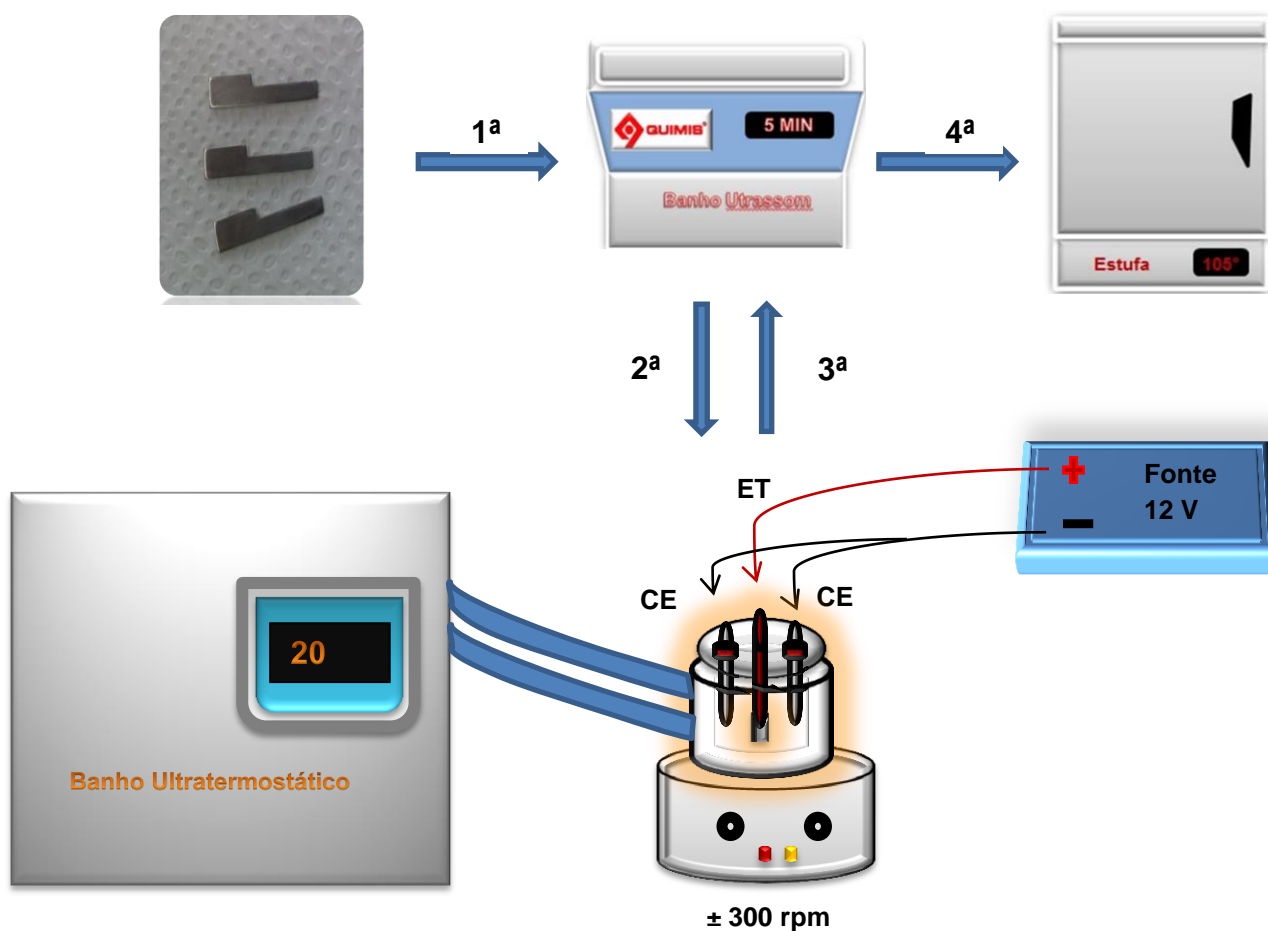 1ª
QUIMIS®
5 MIN
Banho Utrassom
4ª
Estufa
105°
2ª
3ª
ET
+
Fonte
12 V
−
CE
CE
20
Banho Ultratermostático
± 300 rpm